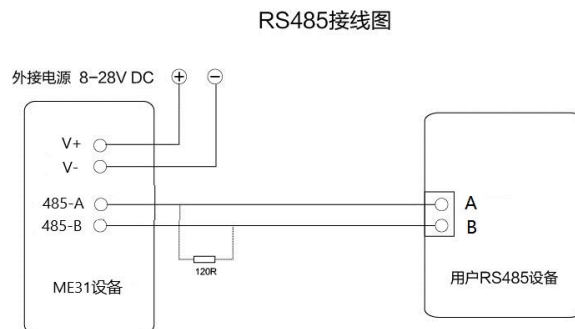 RS485接线图
外接电源 8-28V DC + −
V+
V-
485-A
485-B
A
B
120R
ME31设备
用户RS485设备